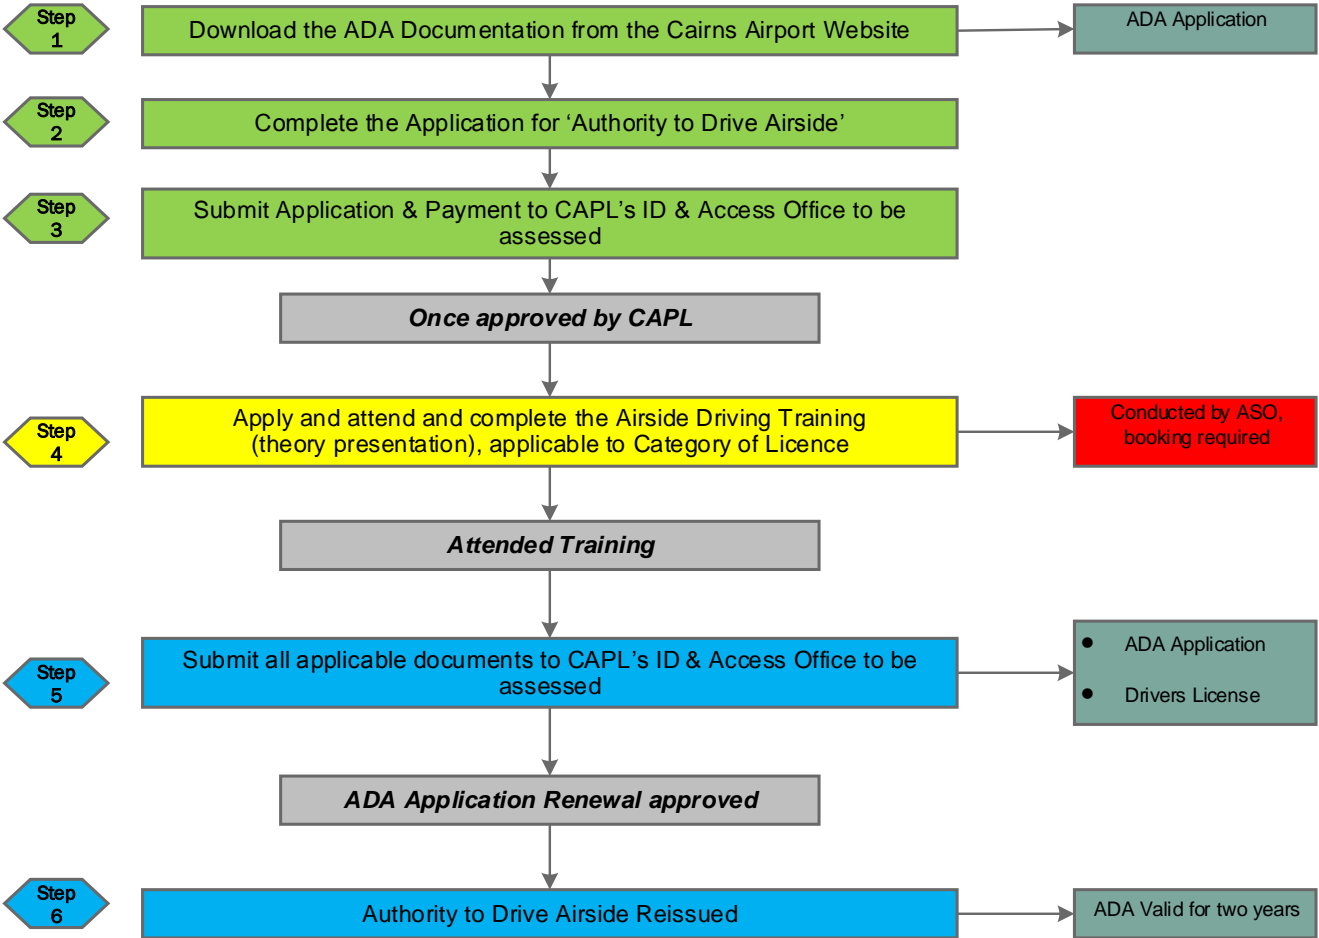 Step
1
Download the ADA Documentation from the Cairns Airport Website
ADA Application
Step
2
Complete the Application for ‘Authority to Drive Airside’
Step
3
Submit Application & Payment to CAPL’s ID & Access Office to be
assessed
Once approved by CAPL
Step
4
Apply and attend and complete the Airside Driving Training
(theory presentation), applicable to Category of Licence
Conducted by ASO,
booking required
Attended Training
Step
5
Submit all applicable documents to CAPL’s ID & Access Office to be
assessed
● ADA Application
● Drivers License
ADA Application Renewal approved
Step
6
Authority to Drive Airside Reissued
ADA Valid for two years